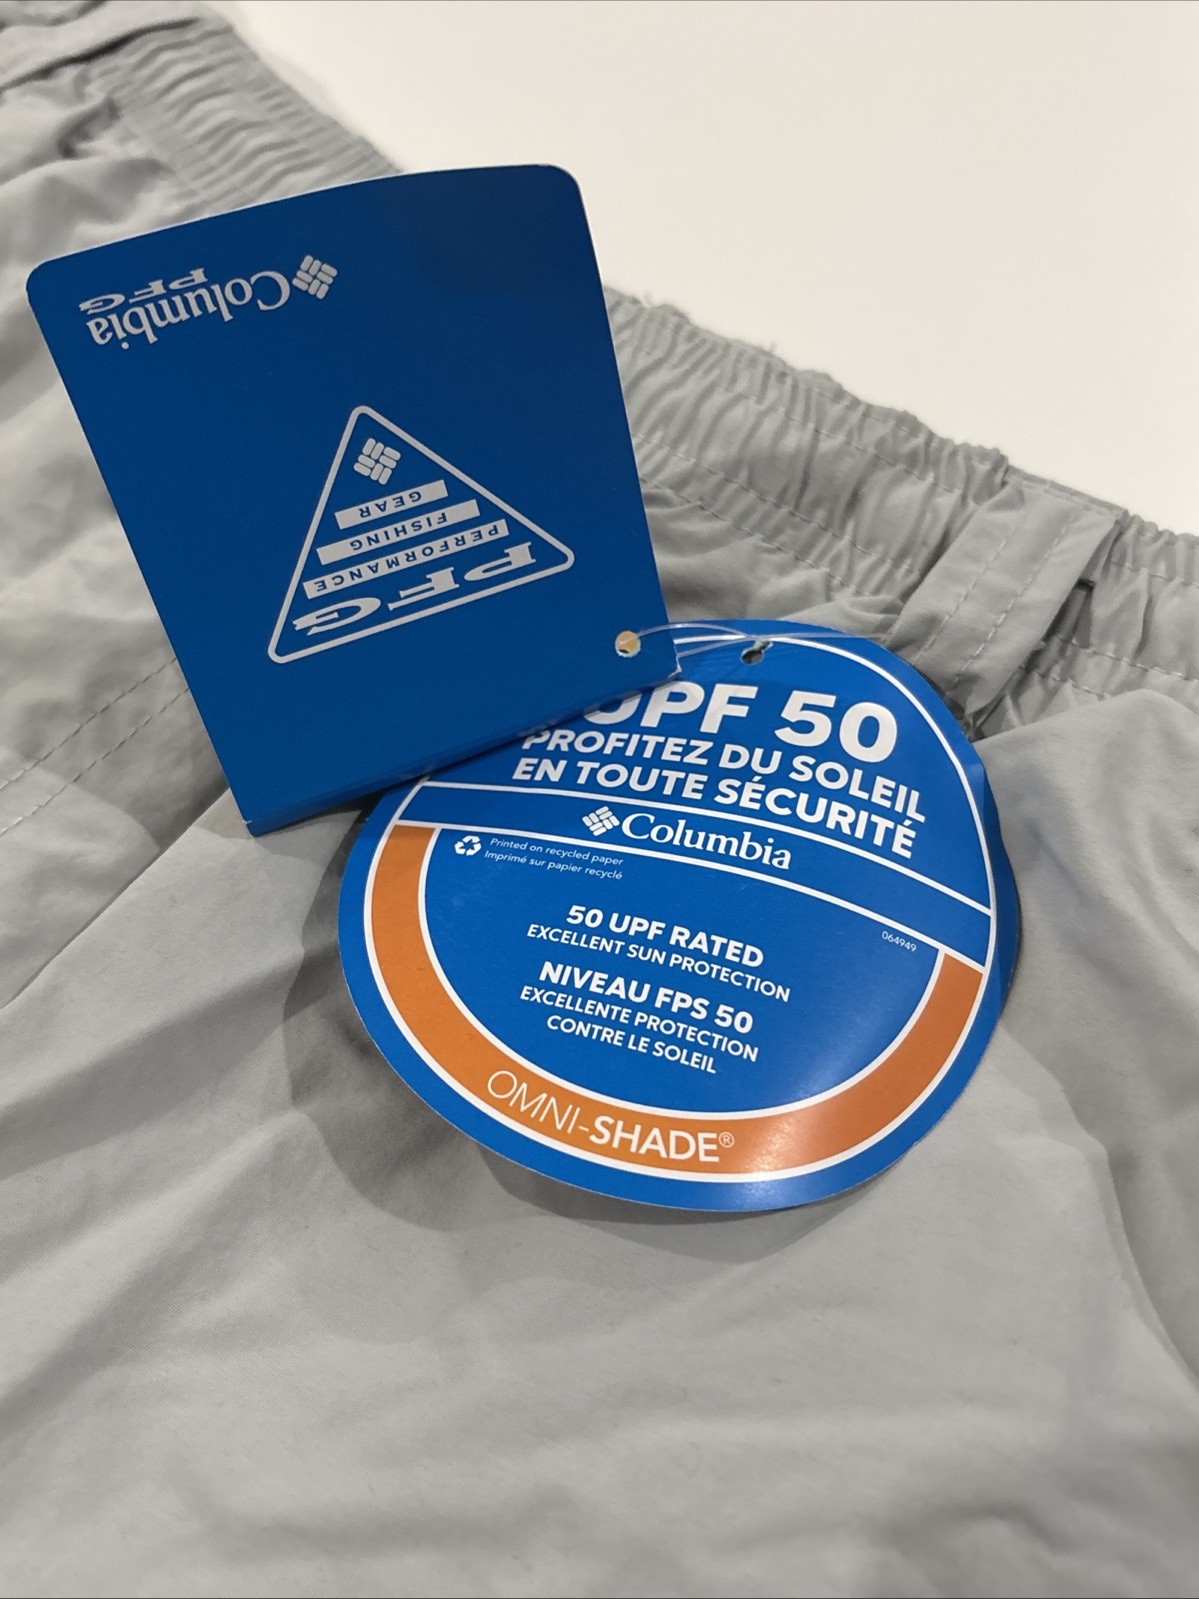 Columbia
PFG
PFG
PERFORMANCE
FISHING
GEAR
UPF 50
PROFITEZ DU SOLEIL
EN TOUTE SÉCURITÉ
Columbia
Printed on recycled paper
Imprimé sur papier recyclé
064949
50 UPF RATED
EXCELLENT SUN PROTECTION
NIVEAU FPS 50
EXCELLENTE PROTECTION
CONTRE LE SOLEIL
OMNI-SHADE®